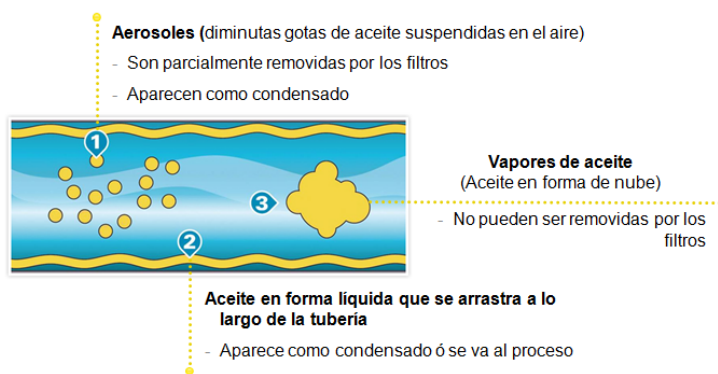 Aerosoles (diminutas gotas de aceite suspendidas en el aire)
- Son parcialmente removidas por los filtros
- Aparecen como condensado
1
3
2
Vapores de aceite
(Aceite en forma de nube)
- No pueden ser removidas por los
filtros
Aceite en forma líquida que se arrastra a lo
largo de la tubería
- Aparece como condensado ó se va al proceso